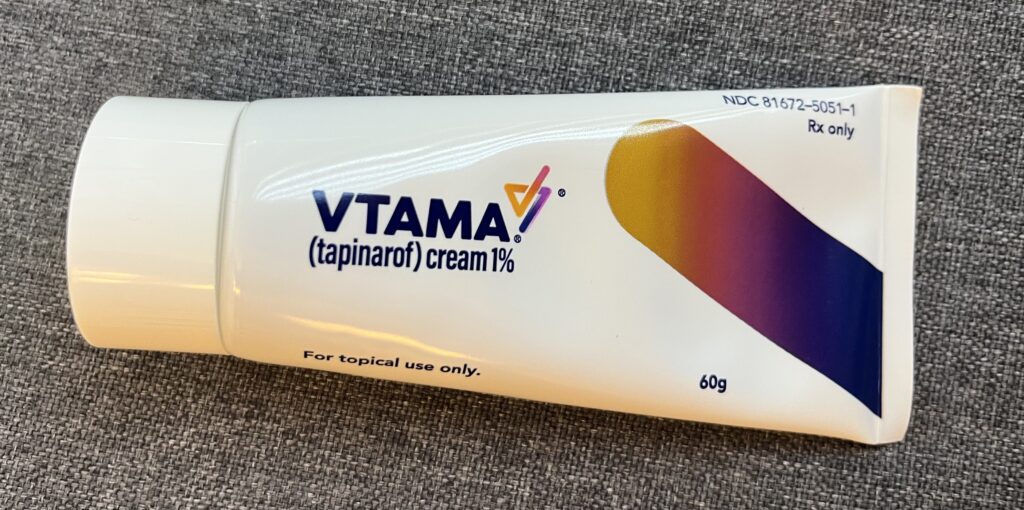 NDC 81672-5051-1
Rx only
VTAMA®
(tapinarof) cream 1%
For topical use only.
60g